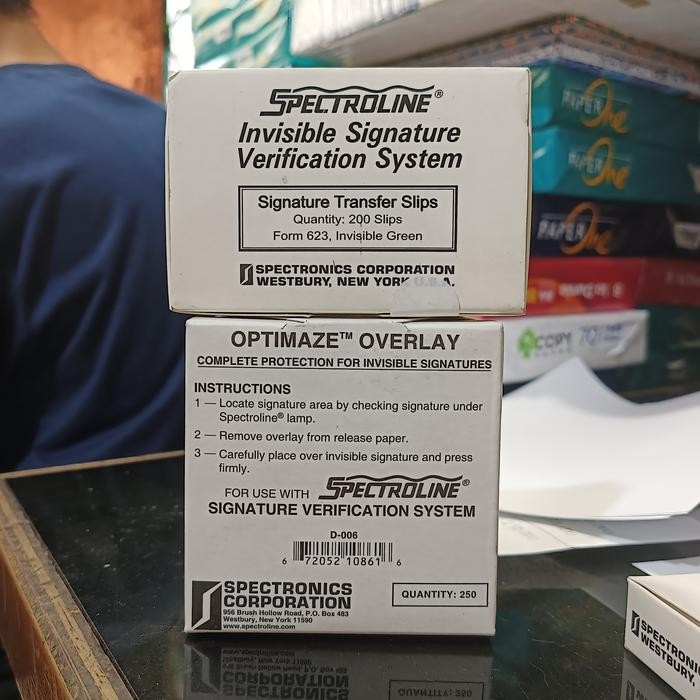 SPECTROLINE®
Invisible Signature
Verification System
Signature Transfer Slips
Quantity: 200 Slips
Form 623, Invisible Green
SPECTRONICS CORPORATION
WESTBURY, NEW YORK U.S.A.
OPTIMAZE™ OVERLAY
COMPLETE PROTECTION FOR INVISIBLE SIGNATURES
INSTRUCTIONS
1 — Locate signature area by checking signature under
Spectroline® lamp.
2 — Remove overlay from release paper.
3 — Carefully place over invisible signature and press
firmly.
FOR USE WITH SPECTROLINE®
SIGNATURE VERIFICATION SYSTEM
D-006
6 72052 10861 6
SPECTRONICS
CORPORATION
956 Brush Hollow Road, P.O. Box 483
Westbury, New York 11590
www.spectroline.com
QUANTITY: 250
PAPER One
PAPER One
PAPER One
COPY
70
SPECTRONI
WESTBURY